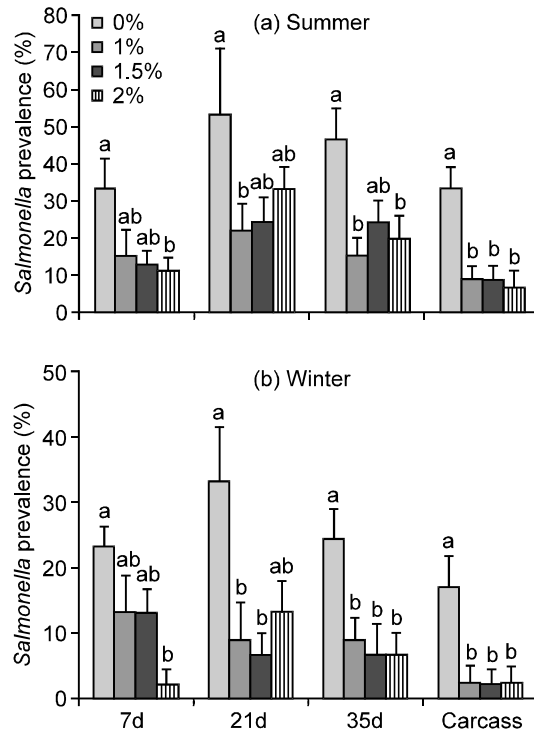 (a) Summer
0%
1%
1.5%
2%
Salmonella prevalence (%)
80
70
60
50
40
30
20
10
0
a ab ab b
a b ab ab
a b ab b
a b b b
(b) Winter
Salmonella prevalence (%)
50
40
30
20
10
0
a ab ab b
a b b ab
a b b b
a b b b
7d 21d 35d Carcass